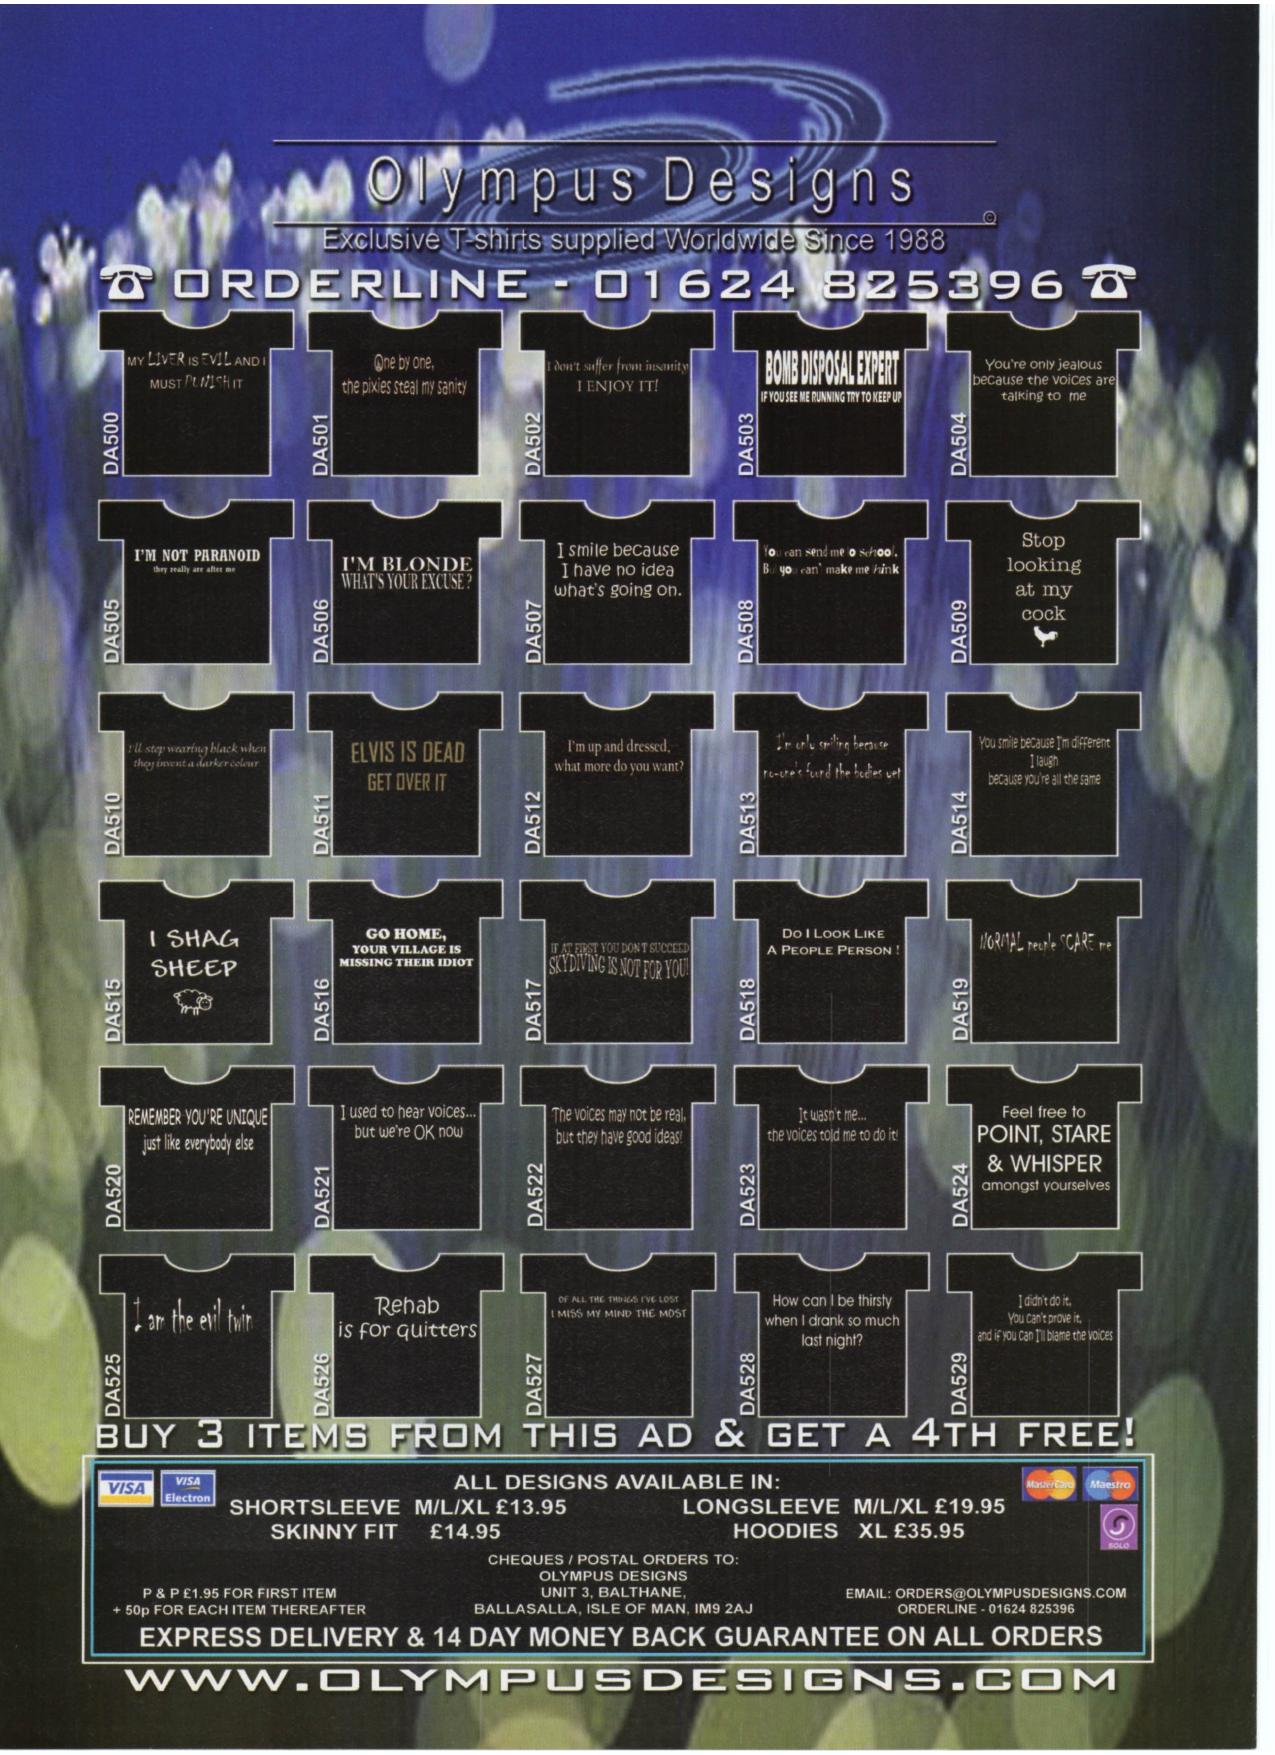 Olympus Designs
©
Exclusive T-shirts supplied Worldwide Since 1988
ORDERLINE - 01624 825396
MY LIVER IS EVIL AND I
MUST PUNISH IT
DA500
One by one,
the pixies steal my sanity
DA501
I don't suffer from insanity
I ENJOY IT!
DA502
BOMB DISPOSAL EXPERT
IF YOU SEE ME RUNNING TRY TO KEEP UP
DA503
You're only jealous
because the voices are
talking to me
DA504
I'M NOT PARANOID
they really are after me
DA505
I'M BLONDE
WHAT'S YOUR EXCUSE?
DA506
I smile because
I have no idea
what's going on.
DA507
You can send me to school,
But you can't make me think
DA508
Stop
looking
at my
cock
DA509
I'll stop wearing black when
they invent a darker colour
DA510
ELVIS IS DEAD
GET OVER IT
DA511
I'm up and dressed,
what more do you want?
DA512
I'm only smiling because
no-one's found the bodies yet
DA513
You smile because I'm different
I laugh
because you're all the same
DA514
I SHAG
SHEEP
DA515
GO HOME,
YOUR VILLAGE IS
MISSING THEIR IDIOT
DA516
IF AT FIRST YOU DON'T SUCCEED
SKYDIVING IS NOT FOR YOU!
DA517
DO I LOOK LIKE
A PEOPLE PERSON !
DA518
NORMAL people SCARE me
DA519
REMEMBER YOU'RE UNIQUE
just like everybody else
DA520
I used to hear voices...
but we're OK now
DA521
The voices may not be real,
but they have good ideas!
DA522
It wasn't me...
the voices told me to do it!
DA523
Feel free to
POINT, STARE
& WHISPER
amongst yourselves
DA524
I am the evil twin
DA525
Rehab
is for quitters
DA526
OF ALL THE THINGS I'VE LOST
I MISS MY MIND THE MOST
DA527
How can I be thirsty
when I drank so much
last night?
DA528
I didn't do it,
You can't prove it,
and if you can I'll blame the voices
DA529
BUY 3 ITEMS FROM THIS AD & GET A 4TH FREE!
VISA
VISA
Electron
ALL DESIGNS AVAILABLE IN:
MasterCard
Maestro
SHORTSLEEVE M/L/XL £13.95
LONGSLEEVE M/L/XL £19.95
SKINNY FIT £14.95
HOODIES XL £35.95
SOLO
CHEQUES / POSTAL ORDERS TO:
OLYMPUS DESIGNS
UNIT 3, BALTHANE,
BALLASALLA, ISLE OF MAN, IM9 2AJ
P & P £1.95 FOR FIRST ITEM
+ 50p FOR EACH ITEM THEREAFTER
EMAIL: ORDERS@OLYMPUSDESIGNS.COM
ORDERLINE - 01624 825396
EXPRESS DELIVERY & 14 DAY MONEY BACK GUARANTEE ON ALL ORDERS
WWW.OLYMPUSDESIGNS.COM